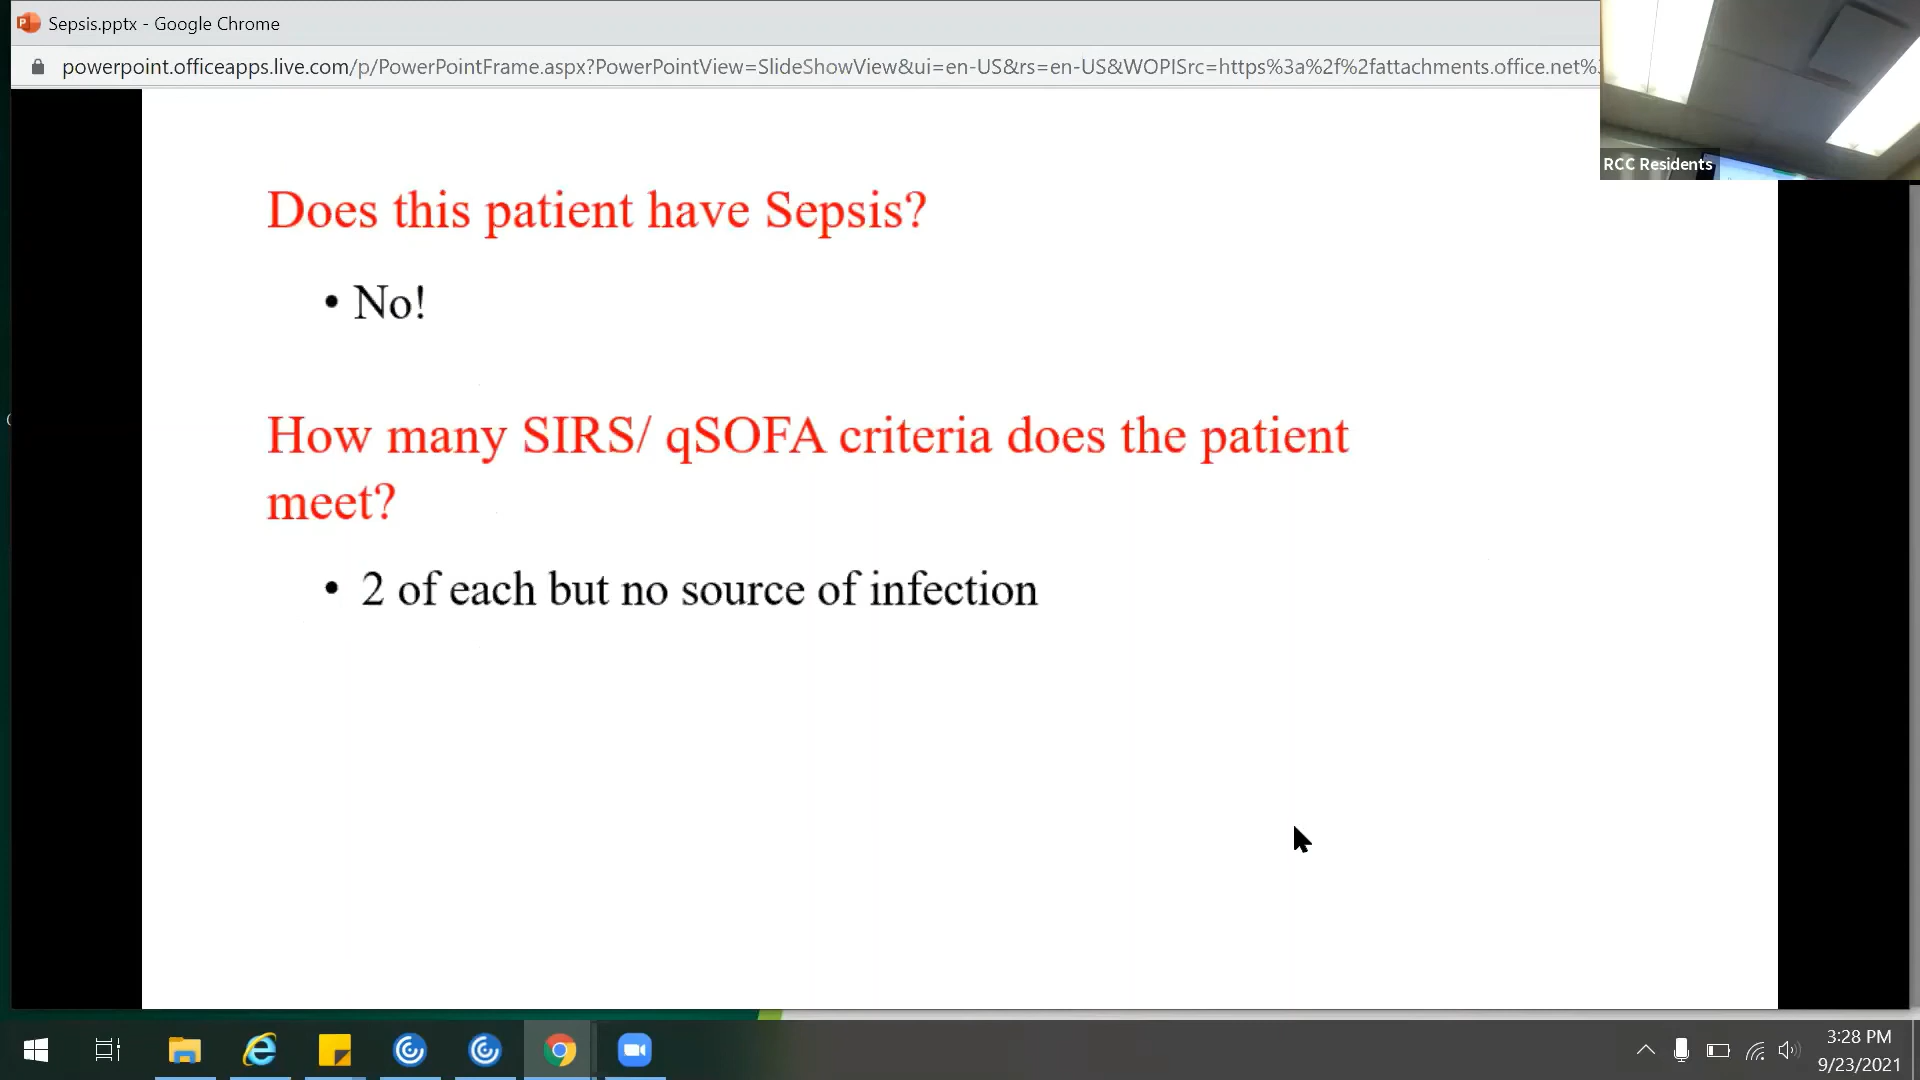 Sepsis.pptx - Google Chrome
powerpoint.officeapps.live.com/p/PowerPointFrame.aspx?PowerPointView=SlideShowView&ui=en-US&rs=en-US&WOPISrc=https%3a%2f%2fattachments.office.net%
RCC Residents
Does this patient have Sepsis?
• No!
How many SIRS/ qSOFA criteria does the patient
meet?
• 2 of each but no source of infection
3:28 PM
9/23/2021